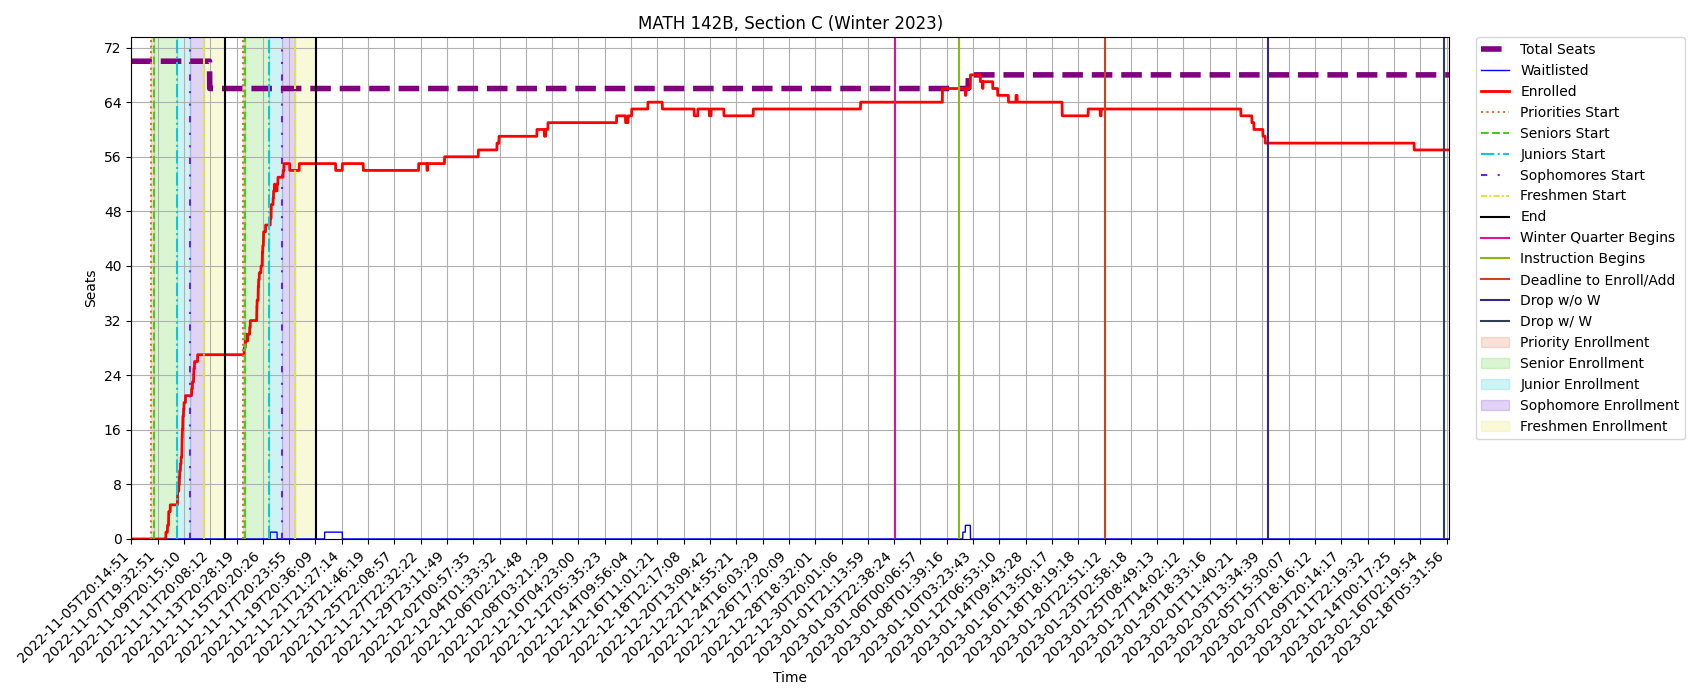 MATH 142B, Section C (Winter 2023)
Seats
72
64
56
48
40
32
24
16
8
0
2022-11-05T20:14:51
2022-11-07T19:32:51
2022-11-09T20:15:10
2022-11-11T20:08:12
2022-11-13T20:28:19
2022-11-15T20:20:26
2022-11-17T20:23:55
2022-11-19T20:36:09
2022-11-21T21:27:14
2022-11-23T21:46:19
2022-11-25T22:08:57
2022-11-27T22:32:22
2022-11-29T23:11:49
2022-12-02T00:57:35
2022-12-04T01:33:32
2022-12-06T02:21:48
2022-12-08T03:21:29
2022-12-10T04:23:00
2022-12-12T05:35:23
2022-12-14T09:56:04
2022-12-16T11:01:21
2022-12-18T12:17:08
2022-12-20T13:09:42
2022-12-22T14:55:21
2022-12-24T16:03:29
2022-12-26T17:20:09
2022-12-28T18:32:01
2022-12-30T20:01:06
2023-01-01T21:13:59
2023-01-03T22:38:24
2023-01-06T00:06:57
2023-01-08T01:39:16
2023-01-10T03:23:43
2023-01-12T06:53:10
2023-01-14T09:43:28
2023-01-16T13:50:17
2023-01-18T18:19:18
2023-01-20T22:51:12
2023-01-23T02:58:18
2023-01-25T08:49:13
2023-01-27T14:02:12
2023-01-29T18:33:16
2023-02-01T11:40:21
2023-02-03T13:34:39
2023-02-05T15:30:07
2023-02-07T18:16:12
2023-02-09T20:14:17
2023-02-11T22:19:32
2023-02-14T00:17:25
2023-02-16T02:19:54
2023-02-18T05:31:56
Time
Total Seats
Waitlisted
Enrolled
Priorities Start
Seniors Start
Juniors Start
Sophomores Start
Freshmen Start
End
Winter Quarter Begins
Instruction Begins
Deadline to Enroll/Add
Drop w/o W
Drop w/ W
Priority Enrollment
Senior Enrollment
Junior Enrollment
Sophomore Enrollment
Freshmen Enrollment